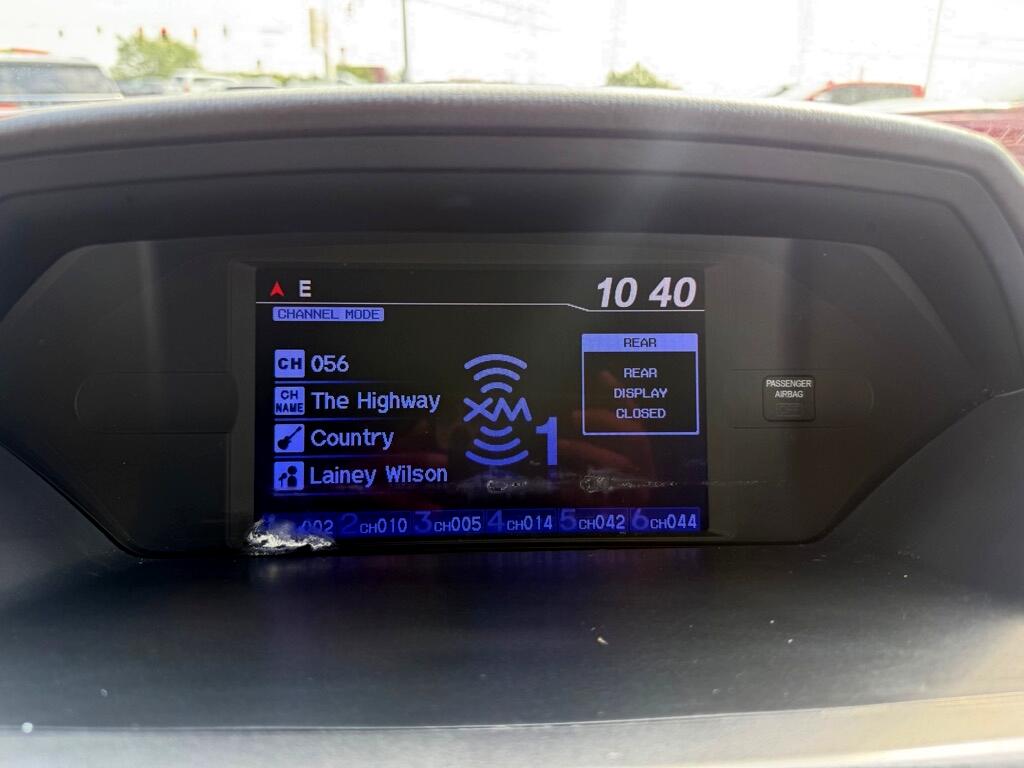 E
10 40
CHANNEL MODE
CH 056
CH NAME The Highway
Country
Lainey Wilson
XM
1
REAR
REAR
DISPLAY
CLOSED
PASSENGER
AIRBAG
002 2 CH010 3 CH005 4 CH014 5 CH042 6 CH044